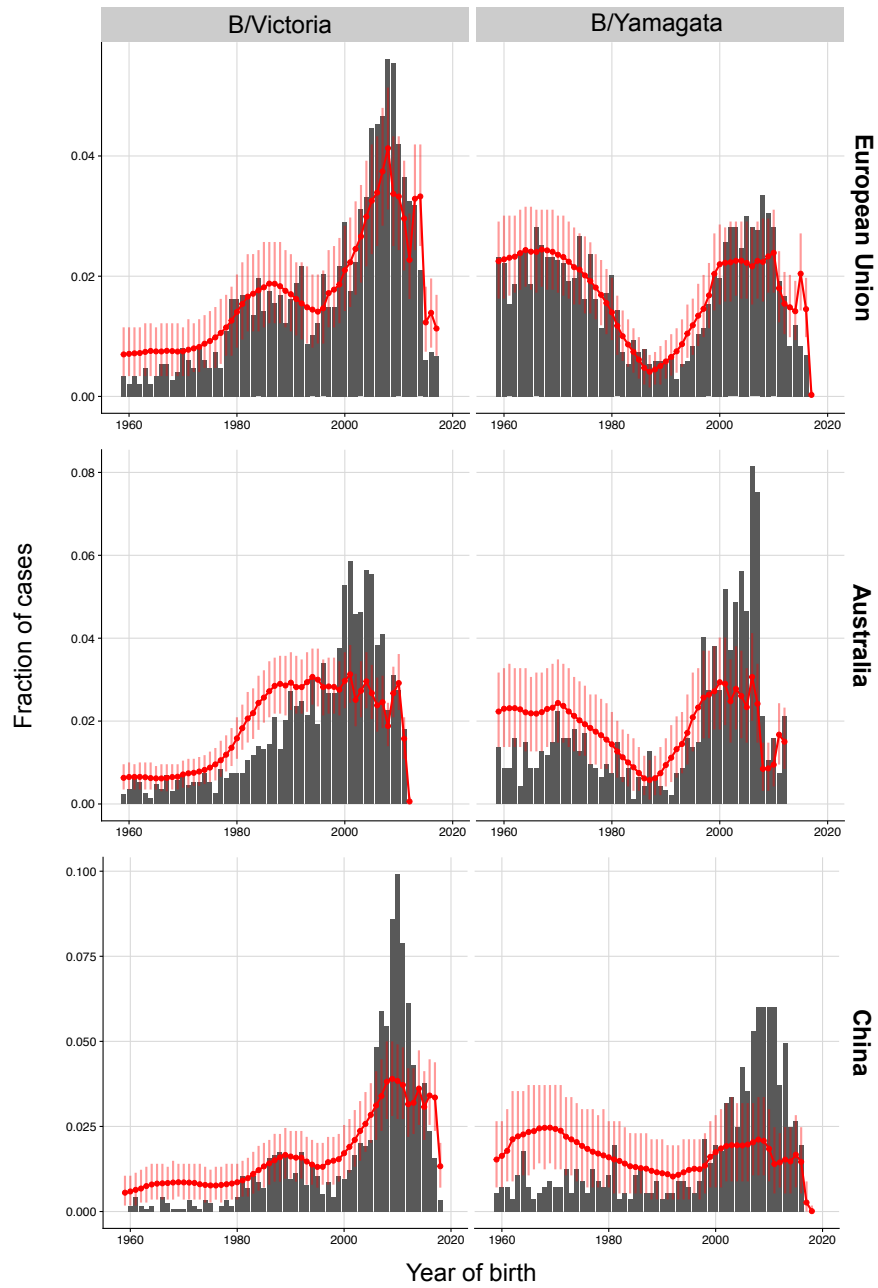 B/Victoria B/Yamagata
0.04
0.02
0.00
1960 1980 2000 2020 1960 1980 2000 2020
European Union
0.08
0.06
0.04
0.02
0.00
1960 1980 2000 2020 1960 1980 2000 2020
Australia
Fraction of cases
0.100
0.075
0.050
0.025
0.000
1960 1980 2000 2020 1960 1980 2000 2020
China
Year of birth